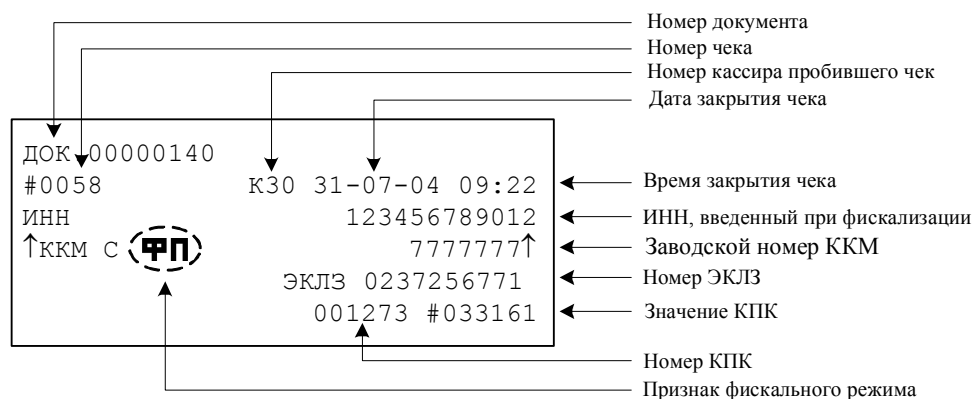 Номер документа
Номер чека
Номер кассира пробившего чек
Дата закрытия чека
ДОК 00000140
#0058 К30 31-07-04 09:22 Время закрытия чека
ИНН 123456789012 ИНН, введенный при фискализации
↑ККМ С ФП 7777777↑ Заводской номер ККМ
ЭКЛЗ 0237256771 Номер ЭКЛЗ
001273 #033161 Значение КПК
Номер КПК
Признак фискального режима